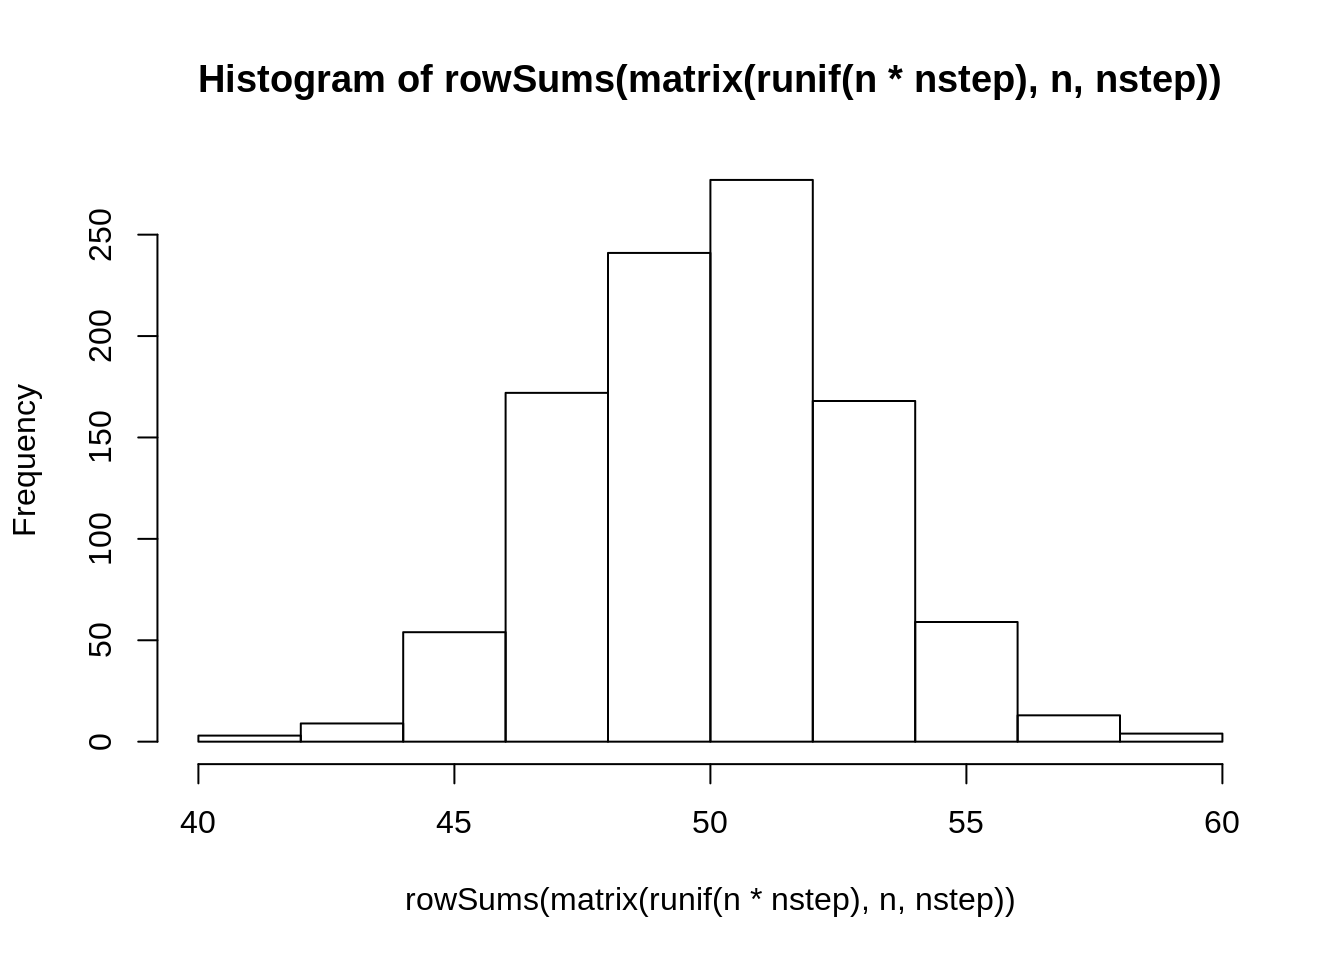 Histogram of rowSums(matrix(runif(n * nstep), n, nstep))
Frequency
250
200
150
100
50
0
40 45 50 55 60
rowSums(matrix(runif(n * nstep), n, nstep))